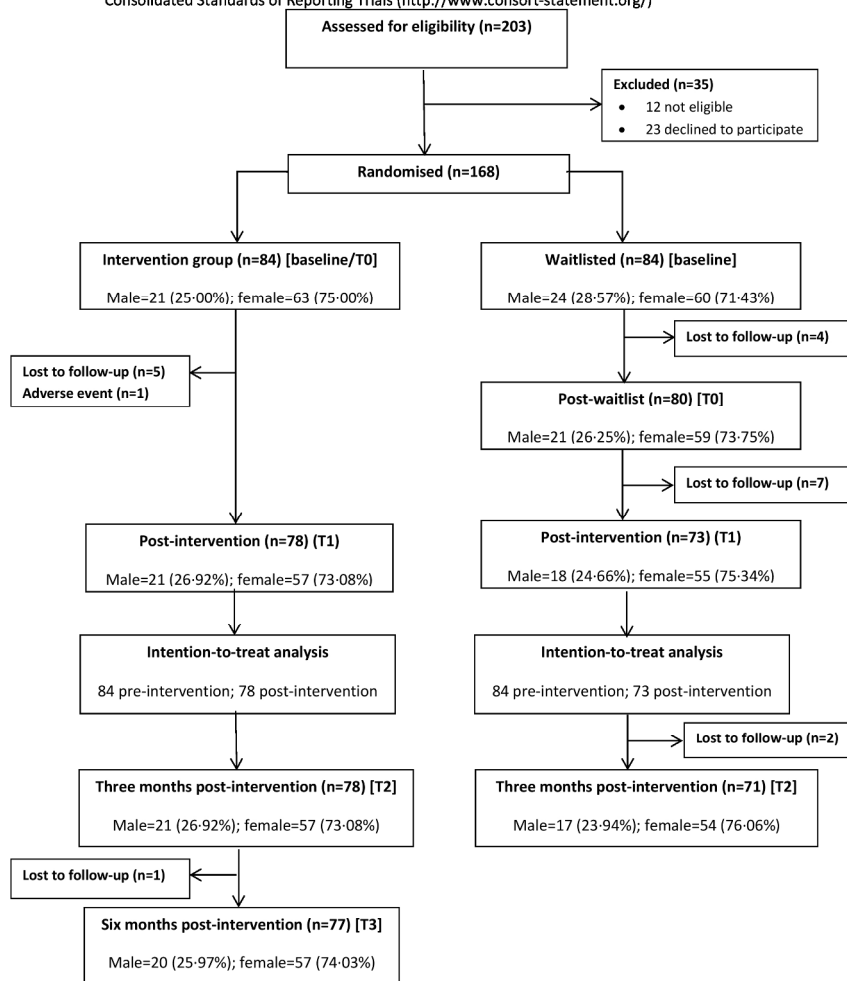 Consolidated Standards of Reporting Trials (http://www.consort-statement.org/)
Assessed for eligibility (n=203)
Excluded (n=35)
• 12 not eligible
• 23 declined to participate
Randomised (n=168)
Intervention group (n=84) [baseline/T0]
Male=21 (25·00%); female=63 (75·00%)
Waitlisted (n=84) [baseline]
Male=24 (28·57%); female=60 (71·43%)
Lost to follow-up (n=4)
Lost to follow-up (n=5)
Adverse event (n=1)
Post-waitlist (n=80) [T0]
Male=21 (26·25%); female=59 (73·75%)
Lost to follow-up (n=7)
Post-intervention (n=78) (T1)
Male=21 (26·92%); female=57 (73·08%)
Post-intervention (n=73) (T1)
Male=18 (24·66%); female=55 (75·34%)
Intention-to-treat analysis
84 pre-intervention; 78 post-intervention
Intention-to-treat analysis
84 pre-intervention; 73 post-intervention
Lost to follow-up (n=2)
Three months post-intervention (n=78) [T2]
Male=21 (26·92%); female=57 (73·08%)
Three months post-intervention (n=71) [T2]
Male=17 (23·94%); female=54 (76·06%)
Lost to follow-up (n=1)
Six months post-intervention (n=77) [T3]
Male=20 (25·97%); female=57 (74·03%)